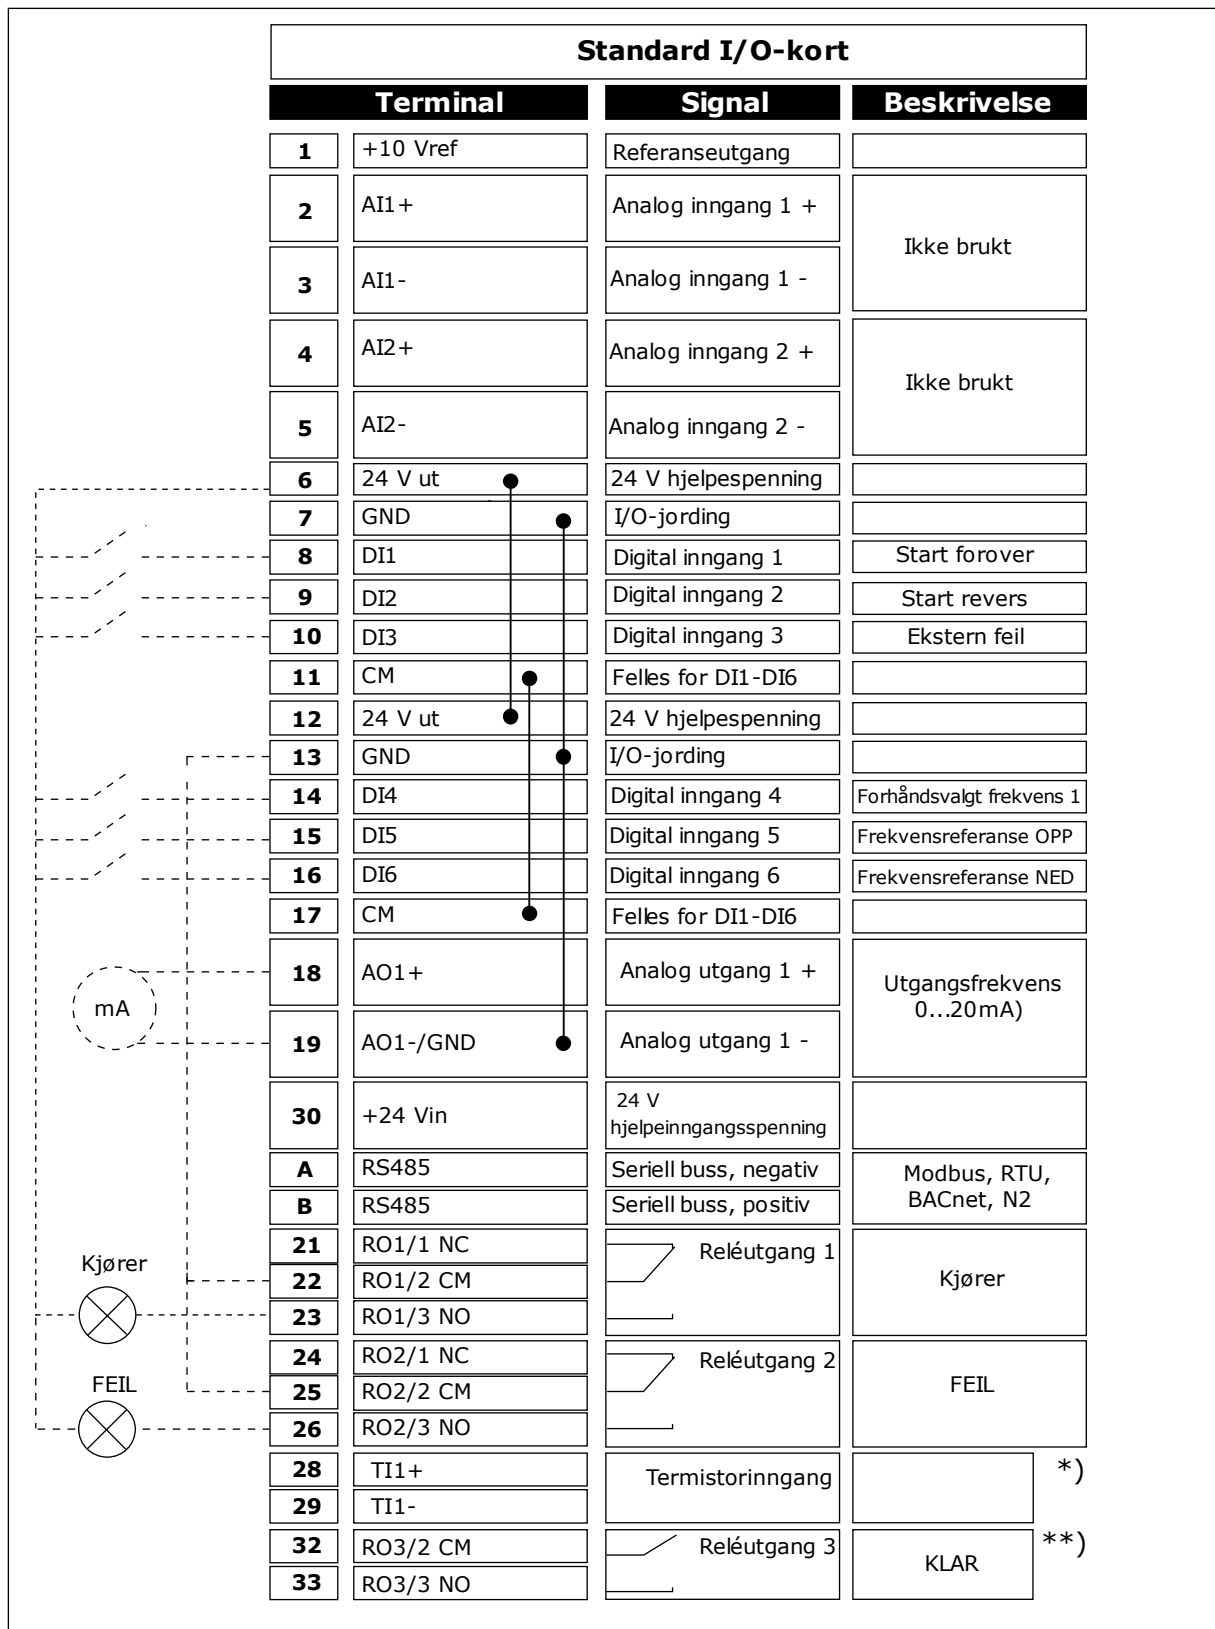 Standard I/O-kort
Terminal Signal Beskrivelse
1 +10 Vref Referanseutgang
2 AI1+ Analog inngang 1 +
Ikke brukt
3 AI1- Analog inngang 1 -
4 AI2+ Analog inngang 2 +
Ikke brukt
5 AI2- Analog inngang 2 -
6 24 V ut 24 V hjelpespenning
7 GND I/O-jording
8 DI1 Digital inngang 1 Start forover
9 DI2 Digital inngang 2 Start revers
10 DI3 Digital inngang 3 Ekstern feil
11 CM Felles for DI1-DI6
12 24 V ut 24 V hjelpespenning
13 GND I/O-jording
14 DI4 Digital inngang 4 Forhåndsvalgt frekvens 1
15 DI5 Digital inngang 5 Frekvensreferanse OPP
16 DI6 Digital inngang 6 Frekvensreferanse NED
17 CM Felles for DI1-DI6
18 AO1+ Analog utgang 1 +
Utgangsfrekvens
0...20mA)
mA
19 AO1-/GND Analog utgang 1 -
30 +24 Vin 24 V
hjelpeinngangsspenning
A RS485 Seriell buss, negativ
Modbus, RTU,
BACnet, N2
B RS485 Seriell buss, positiv
21 RO1/1 NC Reléutgang 1
Kjører
22 RO1/2 CM Kjører
23 RO1/3 NO
24 RO2/1 NC Reléutgang 2
FEIL
25 RO2/2 CM FEIL
26 RO2/3 NO
28 TI1+ Termistorinngang *)
29 TI1-
32 RO3/2 CM Reléutgang 3 KLAR **)
33 RO3/3 NO